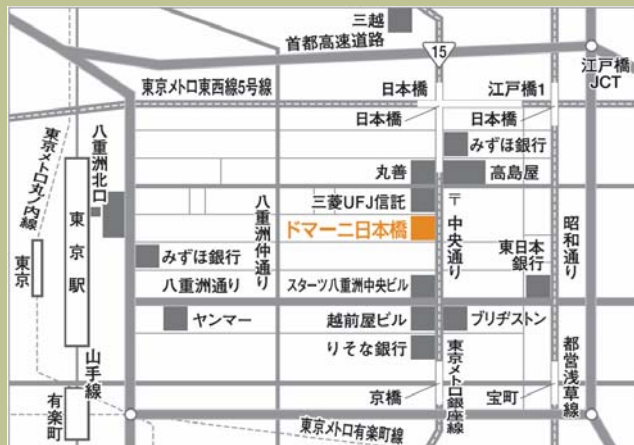 三越
首都高速道路
15
江戸橋
JCT
東京メトロ東西線5号線
日本橋
江戸橋1
日本橋
日本橋
みずほ銀行
丸善
高島屋
三菱UFJ信託
〒
ドマーニ日本橋
中央通り
昭和通り
東日本
銀行
東京メトロ丸ノ内線
八重洲北口
東京駅
東京
八重洲仲通り
みずほ銀行
八重洲通り
スターツ八重洲中央ビル
ヤンマー
越前屋ビル
ブリヂストン
りそな銀行
山手線
有楽町
京橋
東京メトロ銀座線
宝町
都営浅草線
東京メトロ有楽町線